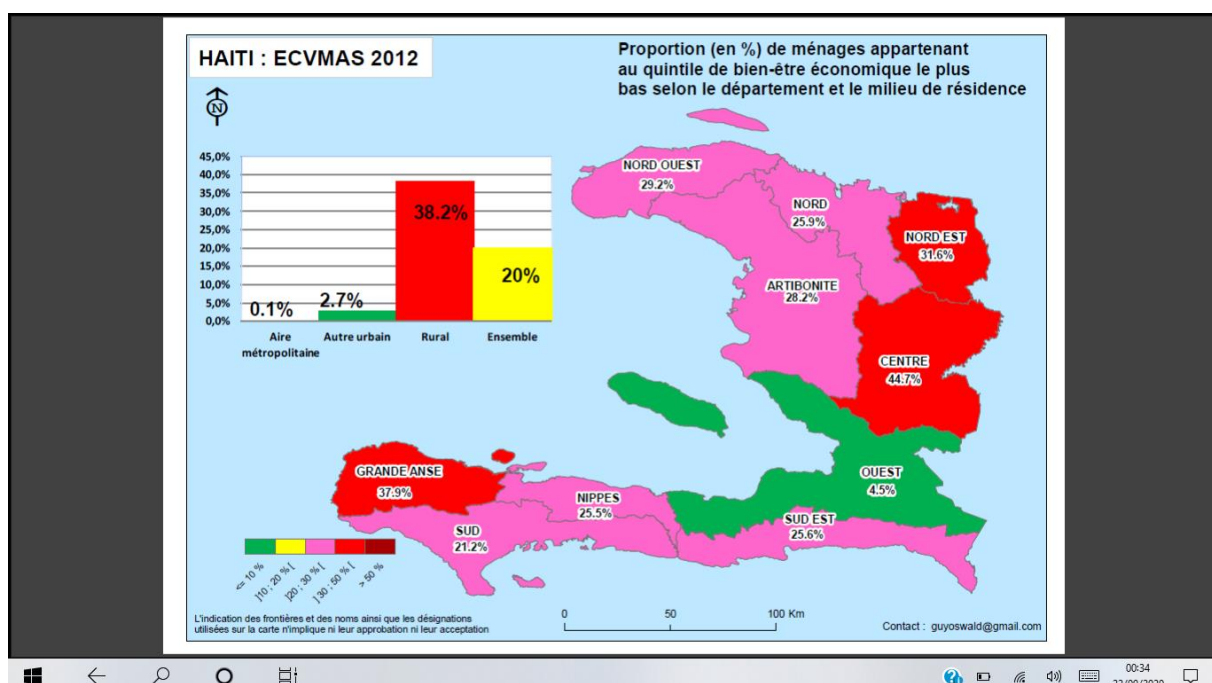 HAITI : ECVMAS 2012
Proportion (en %) de ménages appartenant
au quintile de bien-être économique le plus
bas selon le département et le milieu de résidence
N
45,0%
40,0%
35,0%
30,0%
25,0%
20,0%
15,0%
10,0%
5,0%
0,0%
0.1%
2.7%
38.2%
20%
Aire
métropolitaine
Autre urbain
Rural
Ensemble
NORD OUEST
29.2%
NORD
25.9%
NORD EST
31.6%
ARTIBONITE
28.2%
CENTRE
44.7%
OUEST
4.5%
GRANDE ANSE
37.9%
NIPPES
25.5%
SUD EST
25.6%
SUD
21.2%
<= 10 %
]10 ; 20 % [
]20 ; 30 % [
]30 ; 50 % [
> 50 %
L'indication des frontières et des noms ainsi que les désignations
utilisées sur la carte n'implique ni leur approbation ni leur acceptation
0 50 100 Km
Contact : guyoswald@gmail.com
00:34